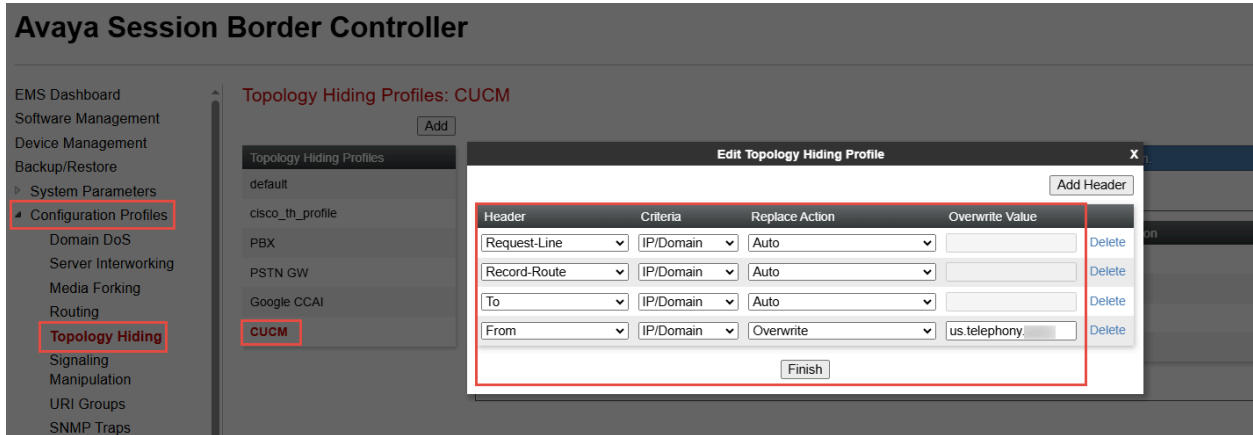 Avaya Session Border Controller
EMS Dashboard
Software Management
Device Management
Backup/Restore
System Parameters
Configuration Profiles
Domain DoS
Server Interworking
Media Forking
Routing
Topology Hiding
Signaling
Manipulation
URI Groups
SNMP Traps
Topology Hiding Profiles: CUCM
Add
Topology Hiding Profiles
default
cisco_th_profile
PBX
PSTN GW
Google CCAI
CUCM
Edit Topology Hiding Profile X
Add Header
Header Criteria Replace Action Overwrite Value
Request-Line IP/Domain Auto Delete
Record-Route IP/Domain Auto Delete
To IP/Domain Auto Delete
From IP/Domain Overwrite us.telephony. Delete
Finish